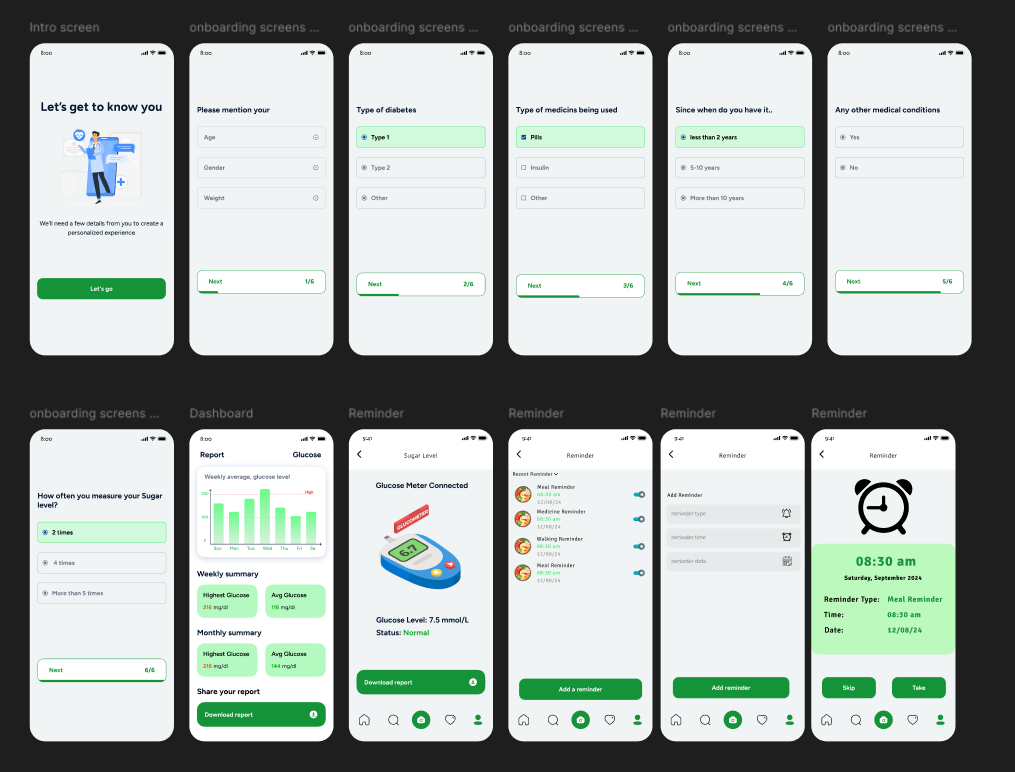 Intro screen
onboarding screens ...
onboarding screens ...
onboarding screens ...
onboarding screens ...
onboarding screens ...
8:00
Let's get to know you
We'll need a few details from you to create a
personalized experience
Let's go
8:00
Please mention your
Age
Gender
Weight
Next 1/6
8:00
Type of diabetes
Type 1
Type 2
Other
Next 2/6
8:00
Type of medicins being used
Pills
Insulin
Other
Next 3/6
8:00
Since when do you have it..
less than 2 years
5-10 years
More than 10 years
Next 4/6
8:00
Any other medical conditions
Yes
No
Next 5/6
onboarding screens ...
Dashboard
Reminder
Reminder
Reminder
Reminder
8:00
How often you measure your Sugar
level?
2 times
4 times
More than 5 times
Next 6/6
8:00
Report Glucose
Weekly average, glucose level
High
0
Sun Mon Tue Wed Thu Fri Sa
Weekly summary
Highest Glucose
215 mg/dl
Avg Glucose
116 mg/dl
Monthly summary
Highest Glucose
216 mg/dl
Avg Glucose
144 mg/dl
Share your report
Download report
9:41
Sugar Level
Glucose Meter Connected
GLUCOMETER
6.7
Glucose Level: 7.5 mmol/L
Status: Normal
Download report
9:41
Reminder
Recent Reminder
Meal Reminder
08:30 am
12/08/24
Medicine Reminder
08:30 am
12/08/24
Walking Reminder
08:30 am
12/08/24
Meal Reminder
08:30 am
12/08/24
Add a reminder
9:41
Reminder
Add Reminder
reminder type
reminder time
reminder date
Add reminder
9:41
Reminder
08:30 am
Saturday, September 2024
Reminder Type: Meal Reminder
Time: 08:30 am
Date: 12/08/24
Skip
Take